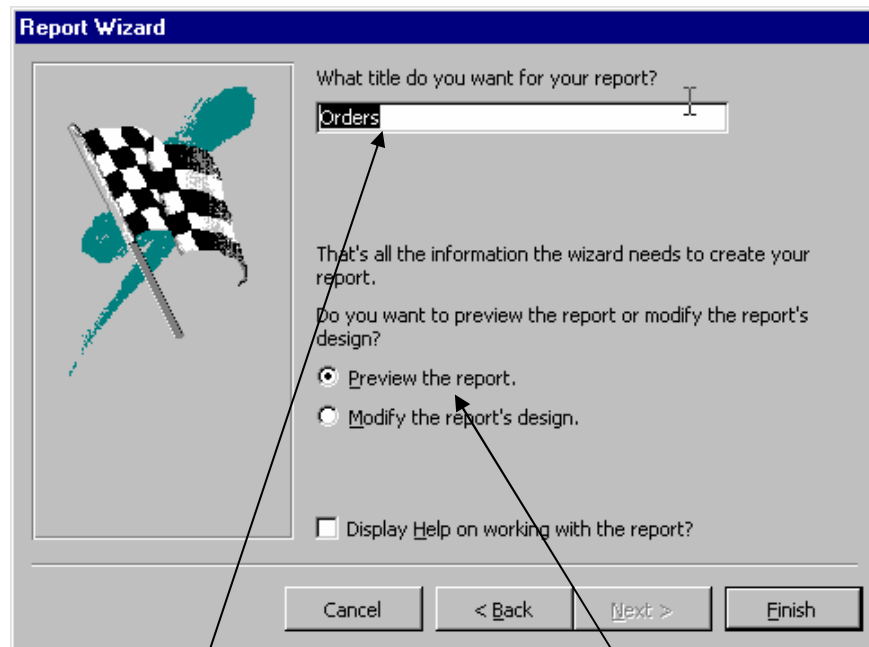 Report Wizard
What title do you want for your report?
Orders
That's all the information the wizard needs to create your
report.
Do you want to preview the report or modify the report's
design?
Preview the report.
Modify the report's design.
Display Help on working with the report?
Cancel < Back Next > Finish